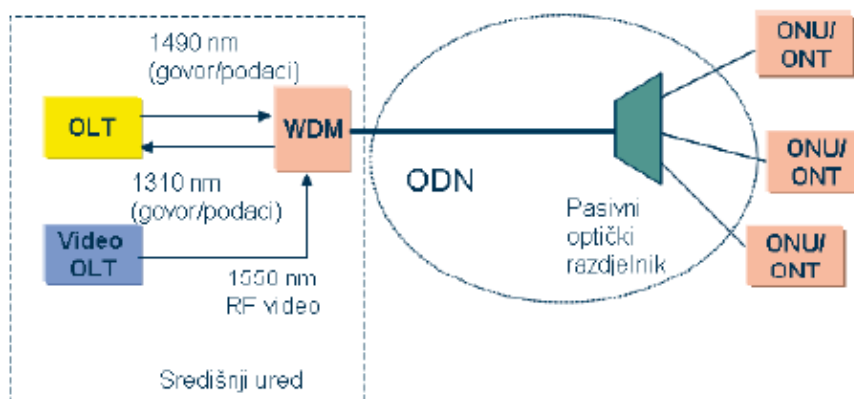 1490 nm
(govor/podaci)
OLT
WDM
1310 nm
(govor/podaci)
Video
OLT
1550 nm
RF video
Središnji ured
ODN
Pasivni
optički
razdjelnik
ONU/
ONT
ONU/
ONT
ONU/
ONT